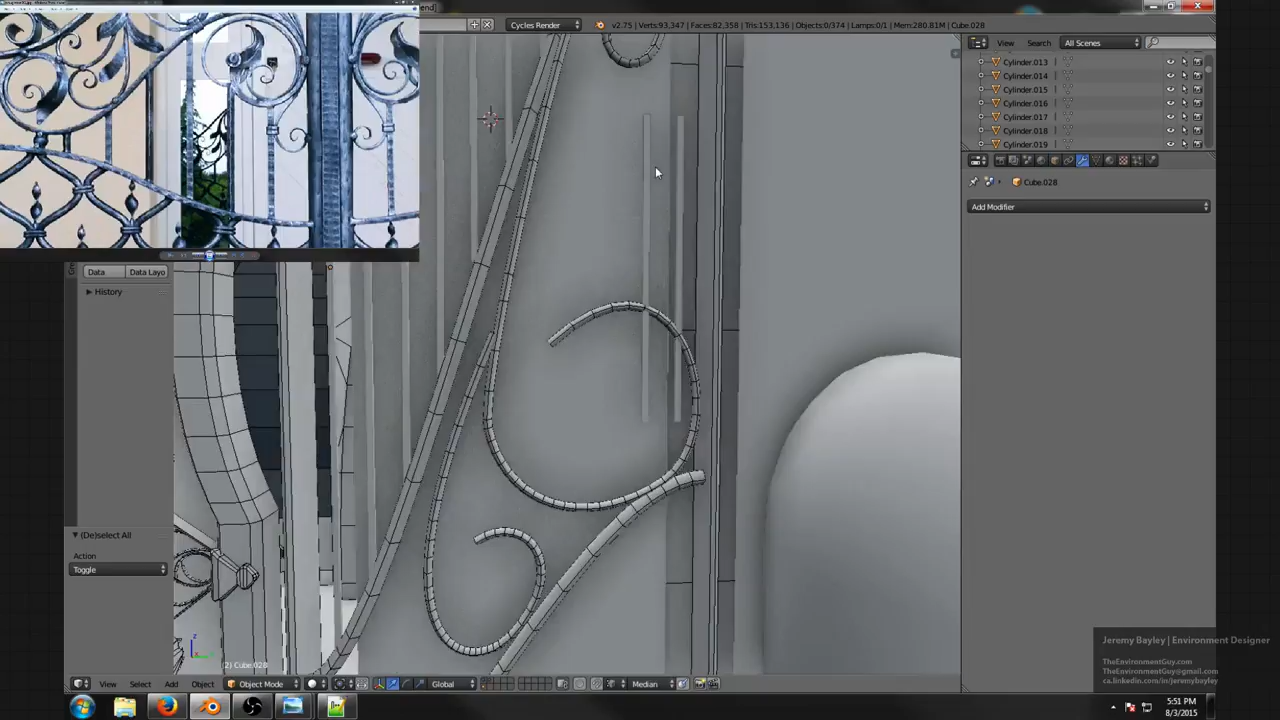 end]
Cycles Render
v2.75 | Verts:93,347 | Faces:82,358 | Tris:153,136 | Objects:0/374 | Lamps:0/1 | Mem:280.81M | Cube.028
View Search All Scenes
Cylinder.013
Cylinder.014
Cylinder.015
Cylinder.016
Cylinder.017
Cylinder.018
Cylinder.019
Cube.028
Add Modifier
Data Data Layo
History
(De)select All
Action
Toggle
(2) Cube.028
View Select Add Object Object Mode Global Median
Jeremy Bayley | Environment Designer
TheEnvironmentGuy.com
TheEnvironmentGuy@gmail.com
ca.linkedin.com/in/jeremybayley
5:51 PM
8/3/2015